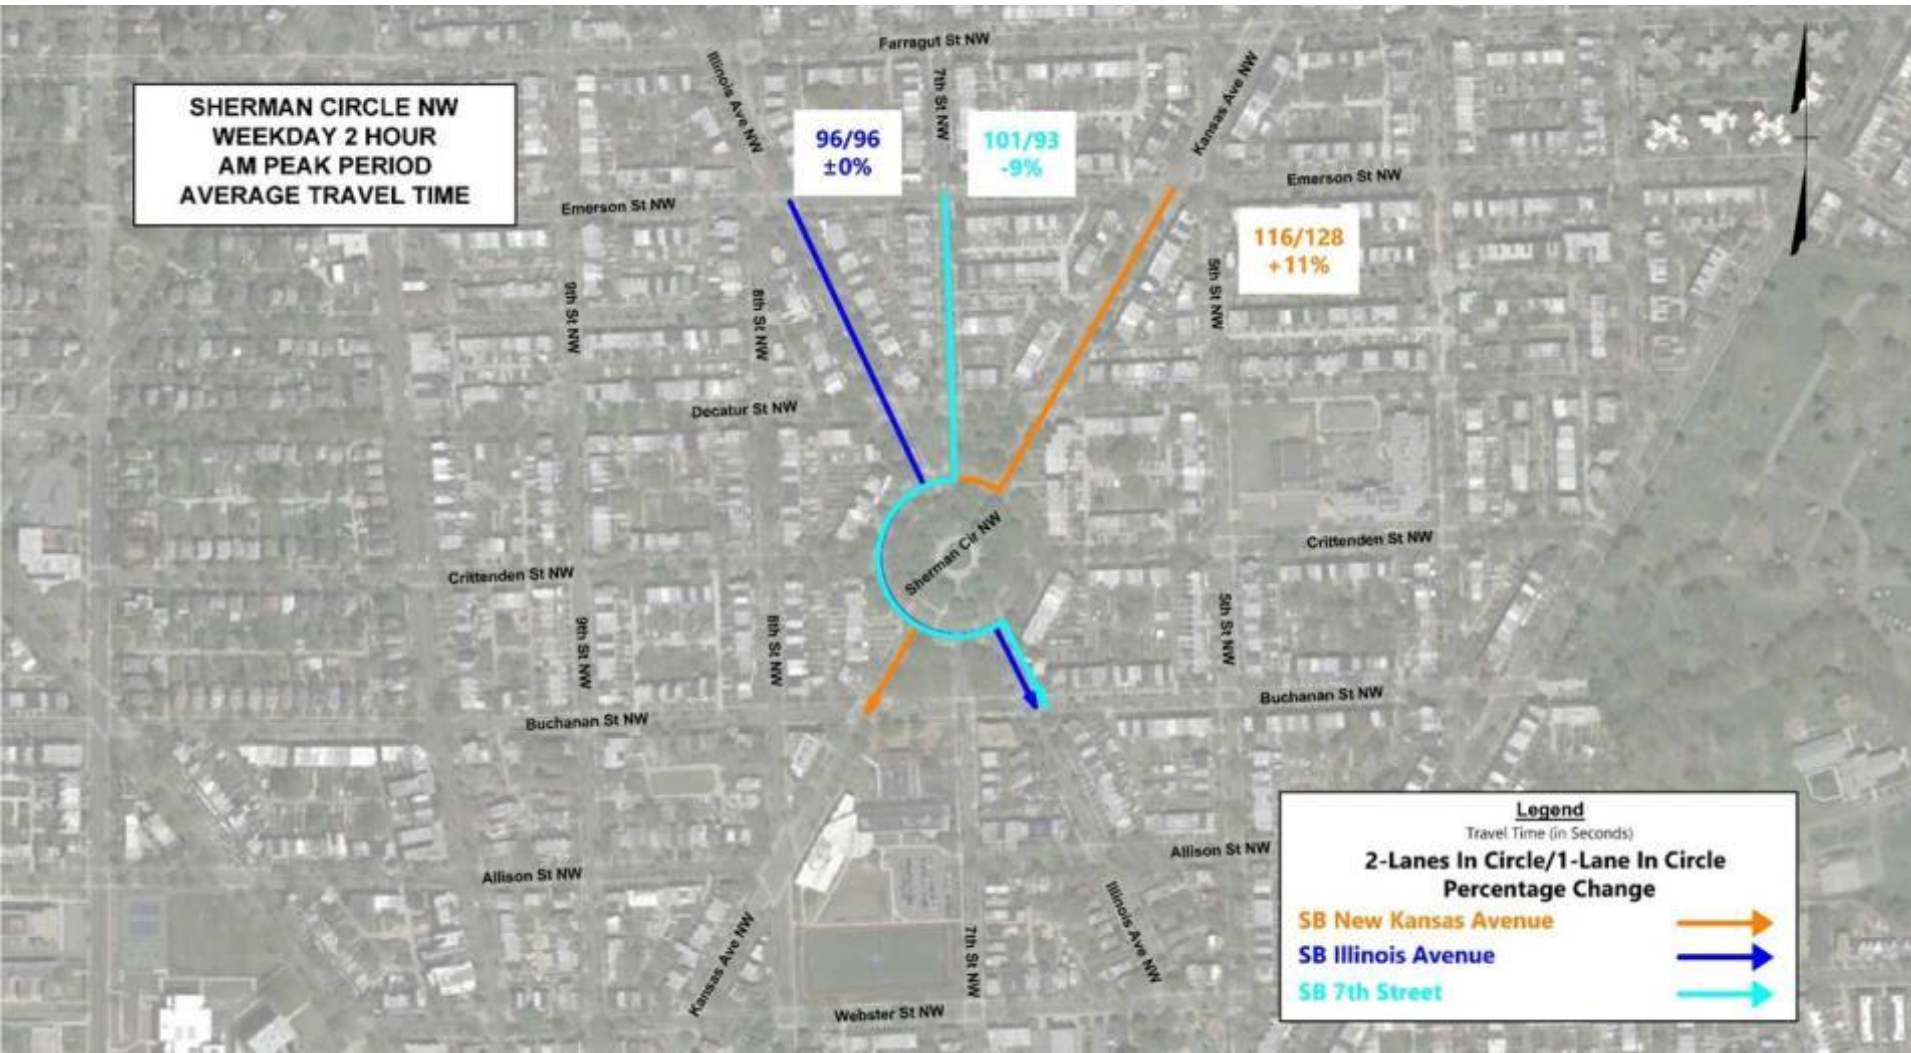 SHERMAN CIRCLE NW
WEEKDAY 2 HOUR
AM PEAK PERIOD
AVERAGE TRAVEL TIME
Farragut St NW
Illinois Ave NW
7th St NW
Kansas Ave NW
96/96
±0%
101/93
-9%
Emerson St NW
Emerson St NW
116/128
+11%
9th St NW
8th St NW
5th St NW
Decatur St NW
Sherman Cir NW
Crittenden St NW
Crittenden St NW
9th St NW
8th St NW
5th St NW
Buchanan St NW
Buchanan St NW
Allison St NW
Allison St NW
Kansas Ave NW
7th St NW
Illinois Ave NW
Webster St NW
Legend
Travel Time (in Seconds)
2-Lanes In Circle/1-Lane In Circle
Percentage Change
SB New Kansas Avenue
SB Illinois Avenue
SB 7th Street